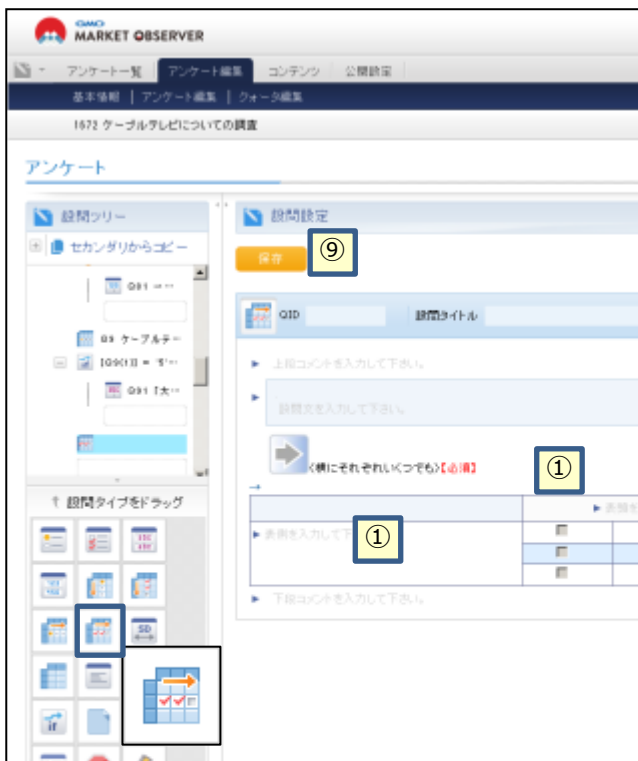 GMO
MARKET OBSERVER
アンケート一覧 アンケート編集 コンテンツ 公開設定
基本情報 | アンケート編集 | クォータ編集
1672 ケーブルテレビについての調査
アンケート
設問ツリー
設問設定
セカンダリからコピー
保存
⑨
Q9 ケーブルテ…
QID 設問タイトル
上段コメントを入力して下さい。
設問文を入力して下さい。
〈横にそれぞれいくつでも〉【必須】
①
↑ 設問タイプをドラッグ
表側を入力して下
①
下段コメントを入力して下さい。
SD
if